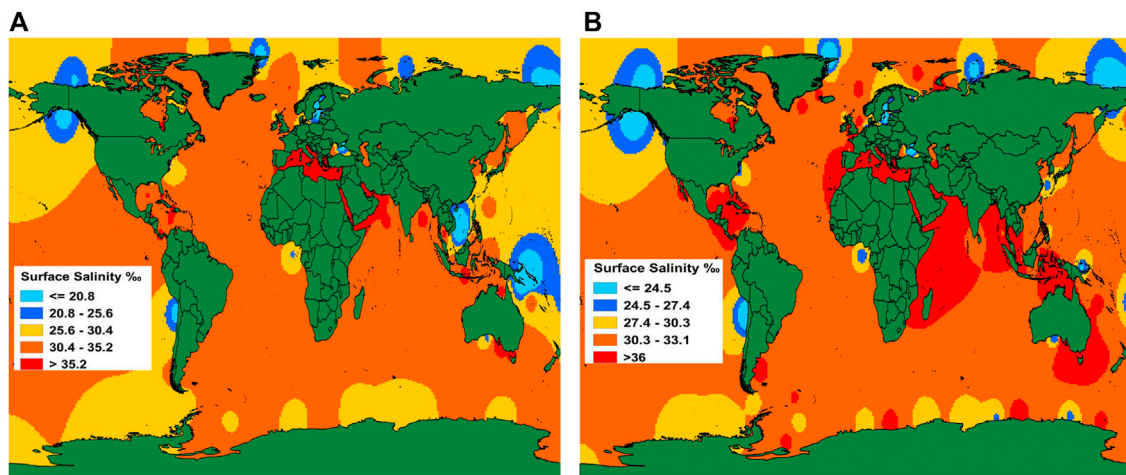 A
B
Surface Salinity ‰
<= 20.8
20.8 - 25.6
25.6 - 30.4
30.4 - 35.2
> 35.2
Surface Salinity ‰
<= 24.5
24.5 - 27.4
27.4 - 30.3
30.3 - 33.1
>36